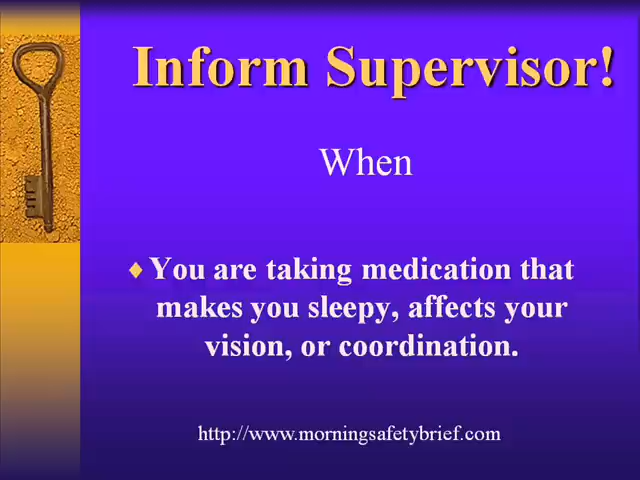 Inform Supervisor!
When
You are taking medication that
makes you sleepy, affects your
vision, or coordination.
http://www.morningsafetybrief.com